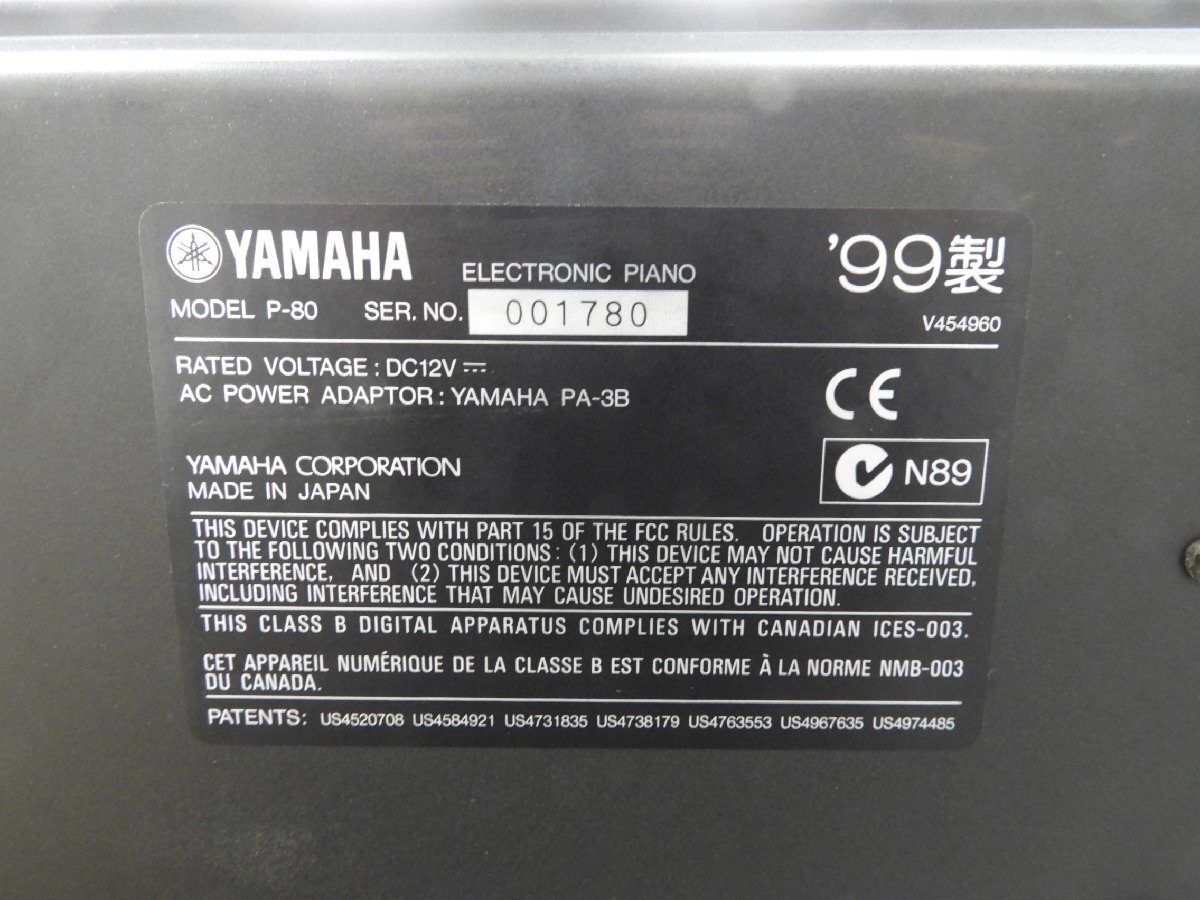 YAMAHA ELECTRONIC PIANO '99製
MODEL P-80 SER. NO. 001780 V454960
RATED VOLTAGE : DC12V ⎓
AC POWER ADAPTOR : YAMAHA PA-3B
CE
YAMAHA CORPORATION
MADE IN JAPAN
N89
THIS DEVICE COMPLIES WITH PART 15 OF THE FCC RULES. OPERATION IS SUBJECT
TO THE FOLLOWING TWO CONDITIONS : (1) THIS DEVICE MAY NOT CAUSE HARMFUL
INTERFERENCE, AND (2) THIS DEVICE MUST ACCEPT ANY INTERFERENCE RECEIVED,
INCLUDING INTERFERENCE THAT MAY CAUSE UNDESIRED OPERATION.
THIS CLASS B DIGITAL APPARATUS COMPLIES WITH CANADIAN ICES-003.
CET APPAREIL NUMÉRIQUE DE LA CLASSE B EST CONFORME À LA NORME NMB-003
DU CANADA.
PATENTS: US4520708 US4584921 US4731835 US4738179 US4763553 US4967635 US4974485